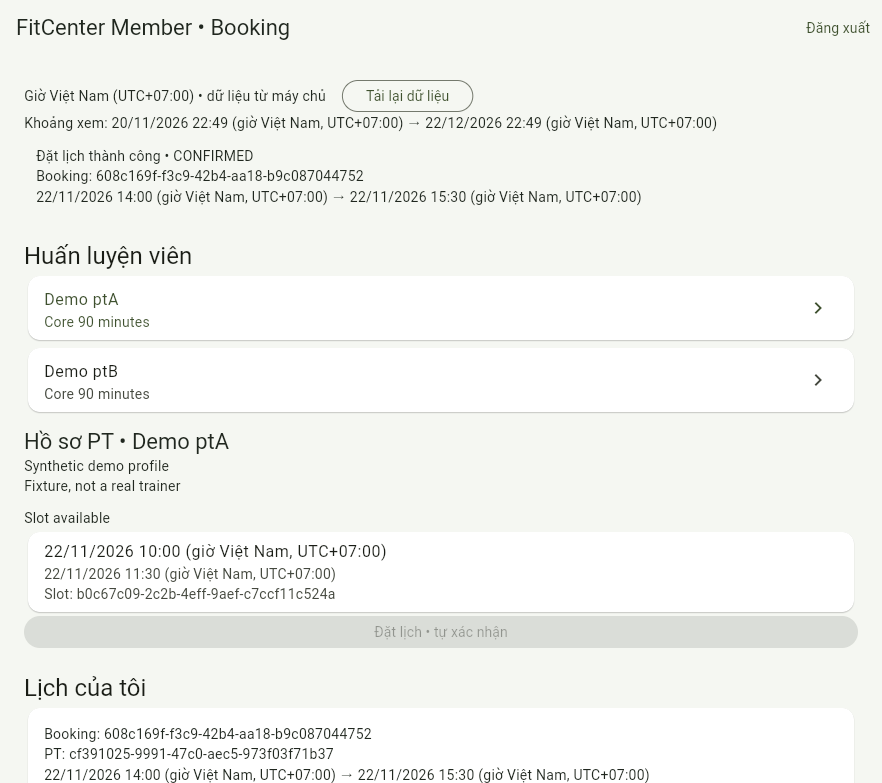 FitCenter Member • Booking
Đăng xuất
Giờ Việt Nam (UTC+07:00) • dữ liệu từ máy chủ
Tải lại dữ liệu
Khoảng xem: 20/11/2026 22:49 (giờ Việt Nam, UTC+07:00) → 22/12/2026 22:49 (giờ Việt Nam, UTC+07:00)
Đặt lịch thành công • CONFIRMED
Booking: 608c169f-f3c9-42b4-aa18-b9c087044752
22/11/2026 14:00 (giờ Việt Nam, UTC+07:00) → 22/11/2026 15:30 (giờ Việt Nam, UTC+07:00)
Huấn luyện viên
Demo ptA
Core 90 minutes
Demo ptB
Core 90 minutes
Hồ sơ PT • Demo ptA
Synthetic demo profile
Fixture, not a real trainer
Slot available
22/11/2026 10:00 (giờ Việt Nam, UTC+07:00)
22/11/2026 11:30 (giờ Việt Nam, UTC+07:00)
Slot: b0c67c09-2c2b-4eff-9aef-c7ccf11c524a
Đặt lịch • tự xác nhận
Lịch của tôi
Booking: 608c169f-f3c9-42b4-aa18-b9c087044752
PT: cf391025-9991-47c0-aec5-973f03f71b37
22/11/2026 14:00 (giờ Việt Nam, UTC+07:00) → 22/11/2026 15:30 (giờ Việt Nam, UTC+07:00)